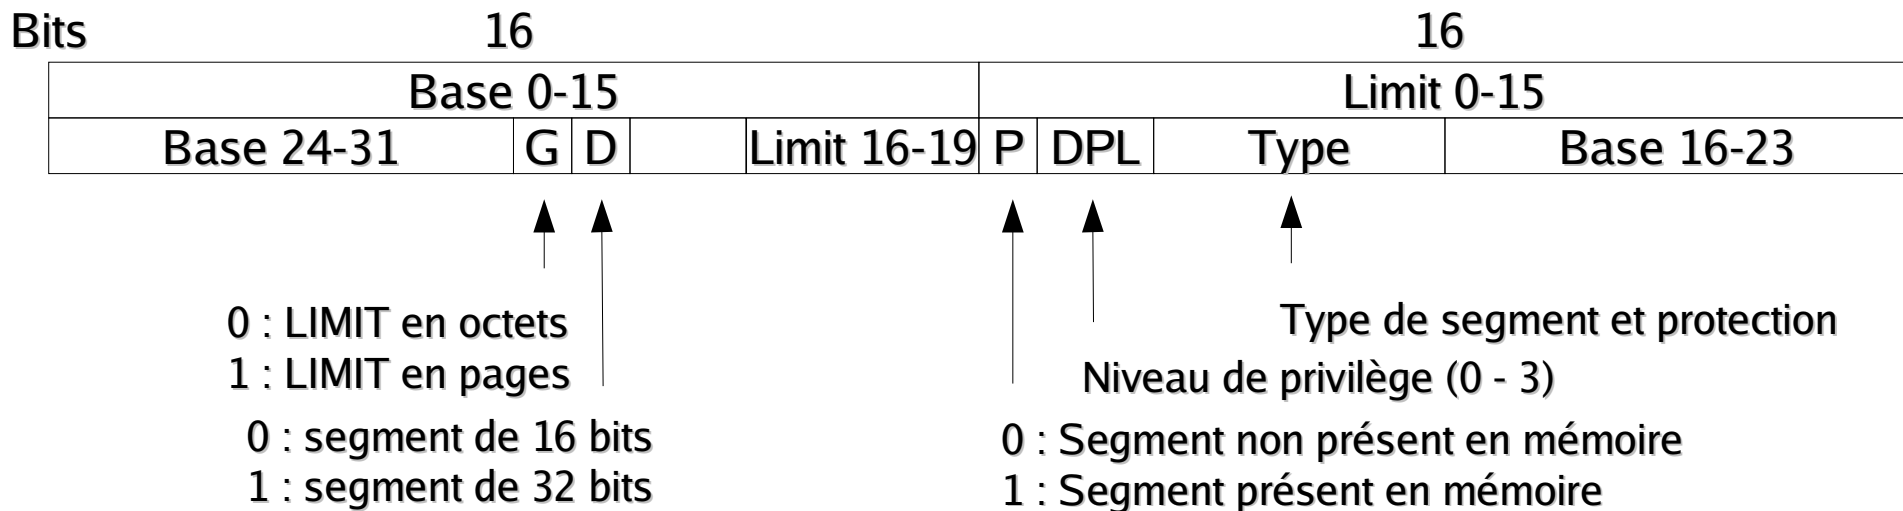 Bits 16 16
Base 0-15 Limit 0-15
Base 24-31 G D Limit 16-19 P DPL Type Base 16-23
0 : LIMIT en octets
1 : LIMIT en pages
0 : segment de 16 bits
1 : segment de 32 bits
Type de segment et protection
Niveau de privilège (0 - 3)
0 : Segment non présent en mémoire
1 : Segment présent en mémoire